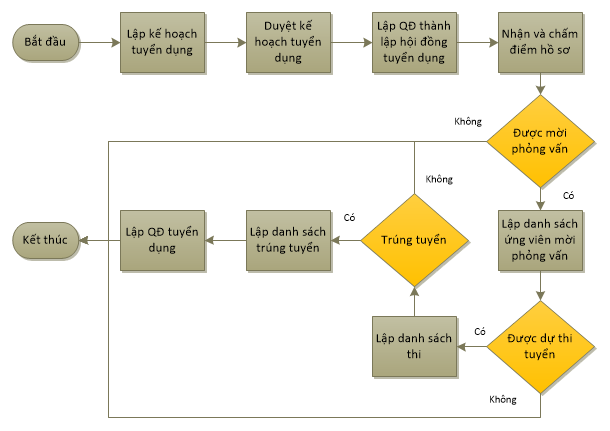 Bắt đầu
Lập kế hoạch
tuyển dụng
Duyệt kế
hoạch tuyển
dụng
Lập QĐ thành
lập hội đồng
tuyển dụng
Nhận và chấm
điểm hồ sơ
Không
Được mời
phỏng vấn
Có
Không
Kết thúc
Lập QĐ tuyển
dụng
Lập danh sách
trúng tuyển
Có
Trúng tuyển
Lập danh sách
ứng viên mời
phỏng vấn
Lập danh sách
thi
Có
Được dự thi
tuyển
Không